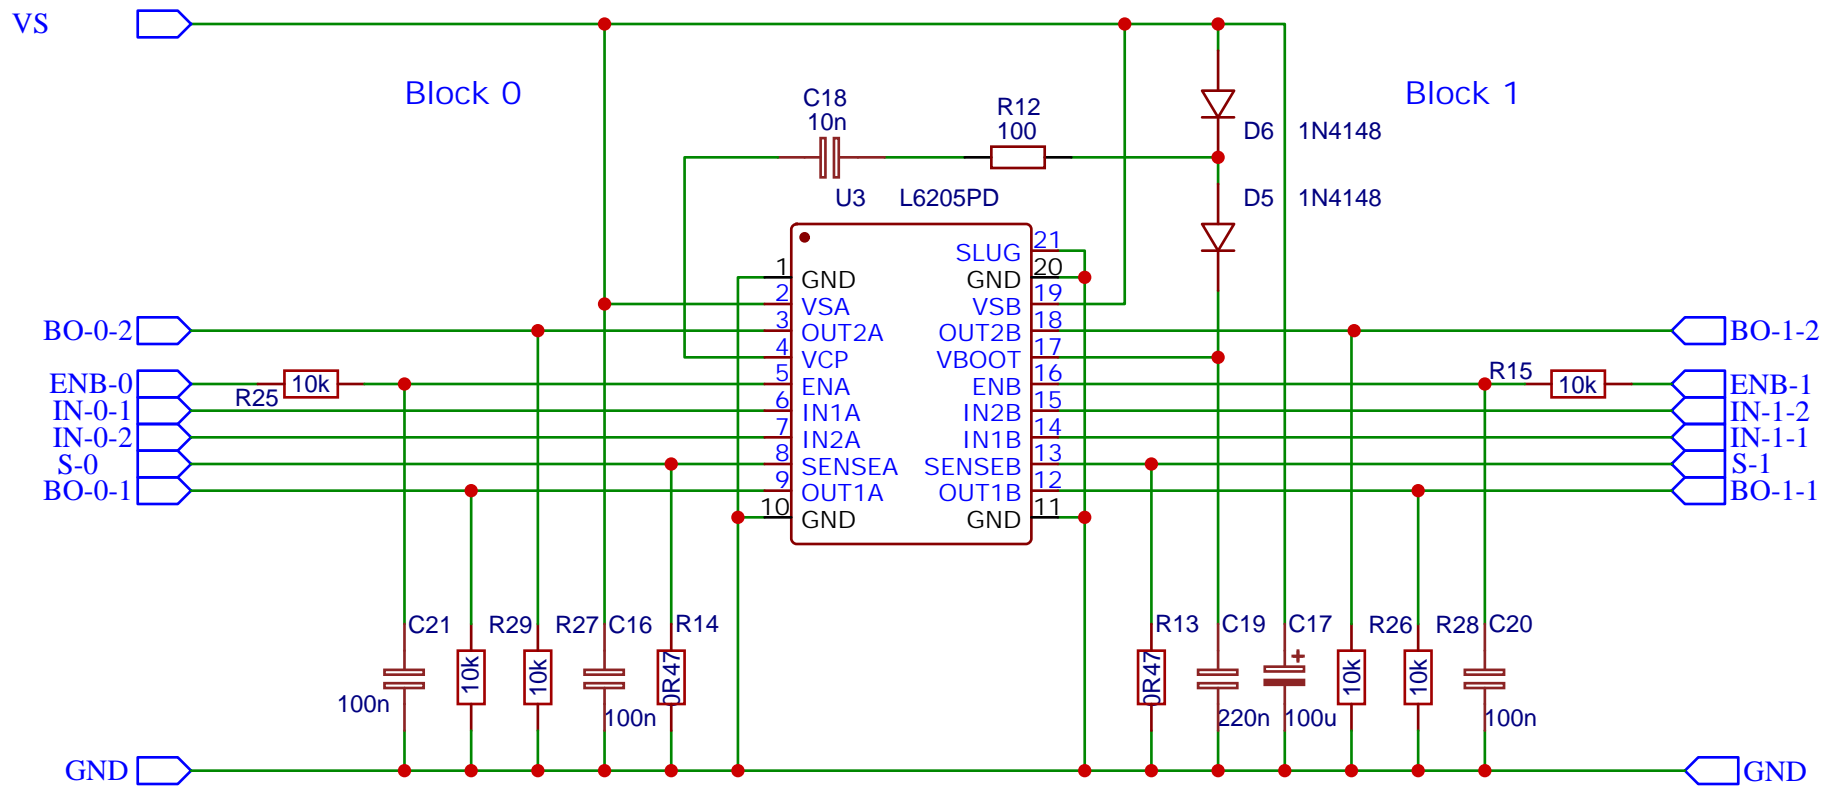 VS
Block 0
Block 1
C18
10n
R12
100
D6 1N4148
U3 L6205PD
D5 1N4148
1 GND
2 VSA
3 OUT2A
4 VCP
5 ENA
6 IN1A
7 IN2A
8 SENSEA
9 OUT1A
10 GND
SLUG 21
GND 20
VSB 19
OUT2B 18
VBOOT 17
ENB 16
IN2B 15
IN1B 14
SENSEB 13
OUT1B 12
GND 11
BO-0-2
ENB-0
R25
10k
IN-0-1
IN-0-2
S-0
BO-0-1
BO-1-2
R15
10k
ENB-1
IN-1-2
IN-1-1
S-1
BO-1-1
C21
R29
R27
C16
R14
100n
10k
10k
100n
0R47
R13
C19
C17
R26
R28
C20
0R47
220n
+
100u
10k
10k
100n
GND
GND